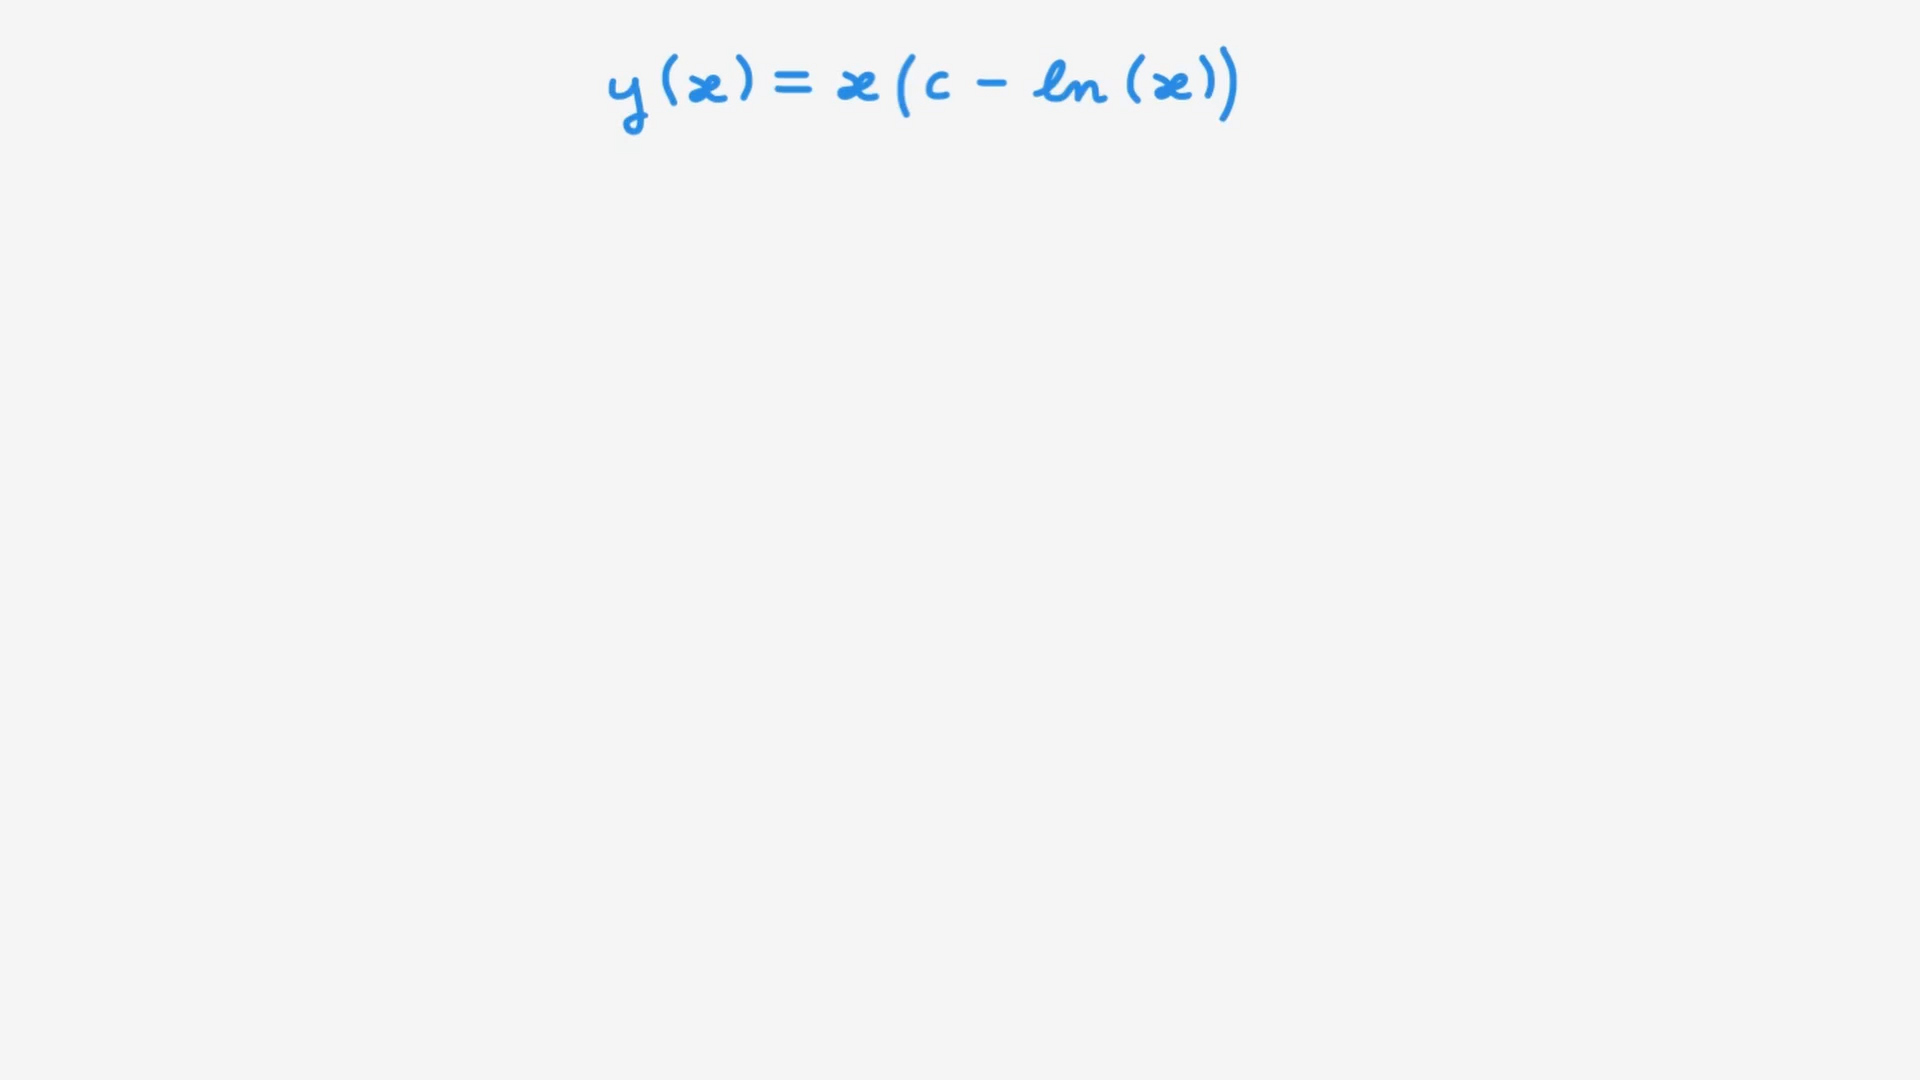 y(x) = x(c - ln(x))